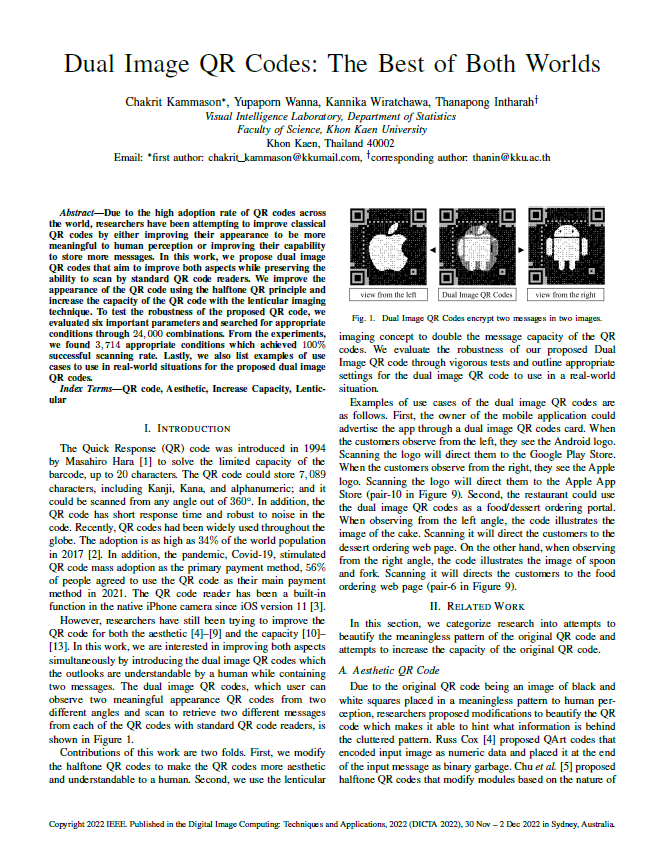 Dual Image QR Codes: The Best of Both Worlds
Chakrit Kammason*, Yupaporn Wanna, Kannika Wiratchawa, Thanapong Intharah†
Visual Intelligence Laboratory, Department of Statistics
Faculty of Science, Khon Kaen University
Khon Kaen, Thailand 40002
Email: *first author: chakrit_kammason@kkumail.com, †corresponding author: thanin@kku.ac.th
Abstract—Due to the high adoption rate of QR codes across
the world, researchers have been attempting to improve classical
QR codes by either improving their appearance to be more
meaningful to human perception or improving their capability
to store more messages. In this work, we propose dual image
QR codes that aim to improve both aspects while preserving the
ability to scan by standard QR code readers. We improve the
appearance of the QR code using the halftone QR principle and
increase the capacity of the QR code with the lenticular imaging
technique. To test the robustness of the proposed QR code, we
evaluated six important parameters and searched for appropriate
conditions through 24,000 combinations. From the experiments,
we found 3,714 appropriate conditions which achieved 100%
successful scanning rate. Lastly, we also list examples of use
cases to use in real-world situations for the proposed dual image
QR codes.
Index Terms—QR code, Aesthetic, Increase Capacity, Lentic-
ular
I. INTRODUCTION
The Quick Response (QR) code was introduced in 1994
by Masahiro Hara [1] to solve the limited capacity of the
barcode, up to 20 characters. The QR code could store 7,089
characters, including Kanji, Kana, and alphanumeric; and it
could be scanned from any angle out of 360°. In addition, the
QR code has short response time and robust to noise in the
code. Recently, QR codes had been widely used throughout the
globe. The adoption is as high as 34% of the world population
in 2017 [2]. In addition, the pandemic, Covid-19, stimulated
QR code mass adoption as the primary payment method, 56%
of people agreed to use the QR code as their main payment
method in 2021. The QR code reader has been a built-in
function in the native iPhone camera since iOS version 11 [3].
However, researchers have still been trying to improve the
QR code for both the aesthetic [4]–[9] and the capacity [10]–
[13]. In this work, we are interested in improving both aspects
simultaneously by introducing the dual image QR codes which
the outlooks are understandable by a human while containing
two messages. The dual image QR codes, which user can
observe two meaningful appearance QR codes from two
different angles and scan to retrieve two different messages
from each of the QR codes with standard QR code readers, is
shown in Figure 1.
Contributions of this work are two folds. First, we modify
the halftone QR codes to make the QR codes more aesthetic
and understandable to a human. Second, we use the lenticular
view from the left
Dual Image QR Codes
view from the right
Fig. 1. Dual Image QR Codes encrypt two messages in two images.
imaging concept to double the message capacity of the QR
codes. We evaluate the robustness of our proposed Dual
Image QR code through vigorous tests and outline appropriate
settings for the dual image QR code to use in a real-world
situation.
Examples of use cases of the dual image QR codes are
as follows. First, the owner of the mobile application could
advertise the app through a dual image QR codes card. When
the customers observe from the left, they see the Android logo.
Scanning the logo will direct them to the Google Play Store.
When the customers observe from the right, they see the Apple
logo. Scanning the logo will direct them to the Apple App
Store (pair-10 in Figure 9). Second, the restaurant could use
the dual image QR codes as a food/dessert ordering portal.
When observing from the left angle, the code illustrates the
image of the cake. Scanning it will direct the customers to the
dessert ordering web page. On the other hand, when observing
from the right angle, the code illustrates the image of spoon
and fork. Scanning it will directs the customers to the food
ordering web page (pair-6 in Figure 9).
II. RELATED WORK
In this section, we categorize research into attempts to
beautify the meaningless pattern of the original QR code and
attempts to increase the capacity of the original QR code.
A. Aesthetic QR Code
Due to the original QR code being an image of black and
white squares placed in a meaningless pattern to human per-
ception, researchers proposed modifications to beautify the QR
code which makes it able to hint what information is behind
the cluttered pattern. Russ Cox [4] proposed QArt codes that
encoded input image as numeric data and placed it at the end
of the input message as binary garbage. Chu et al. [5] proposed
halftone QR codes that modify modules based on the nature of
Copyright 2022 IEEE. Published in the Digital Image Computing: Techniques and Applications, 2022 (DICTA 2022), 30 Nov – 2 Dec 2022 in Sydney, Australia.